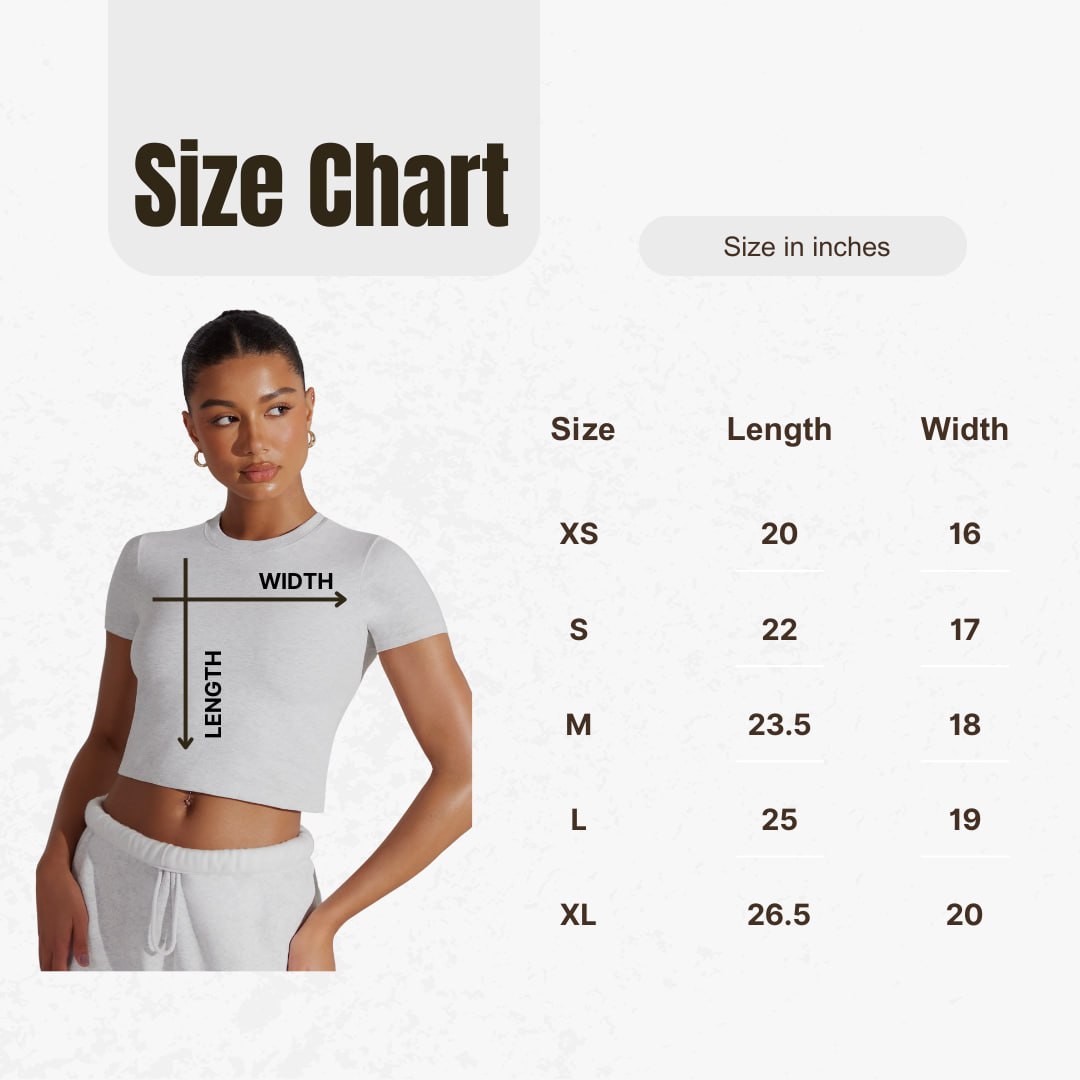 Size Chart
Size in inches
WIDTH
LENGTH
Size Length Width
XS 20 16
S 22 17
M 23.5 18
L 25 19
XL 26.5 20